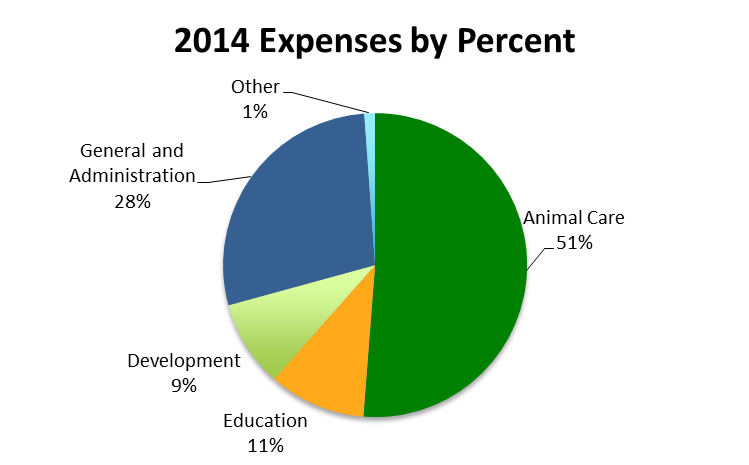 2014 Expenses by Percent
Other
1%
General and
Administration
28%
Animal Care
51%
Development
9%
Education
11%